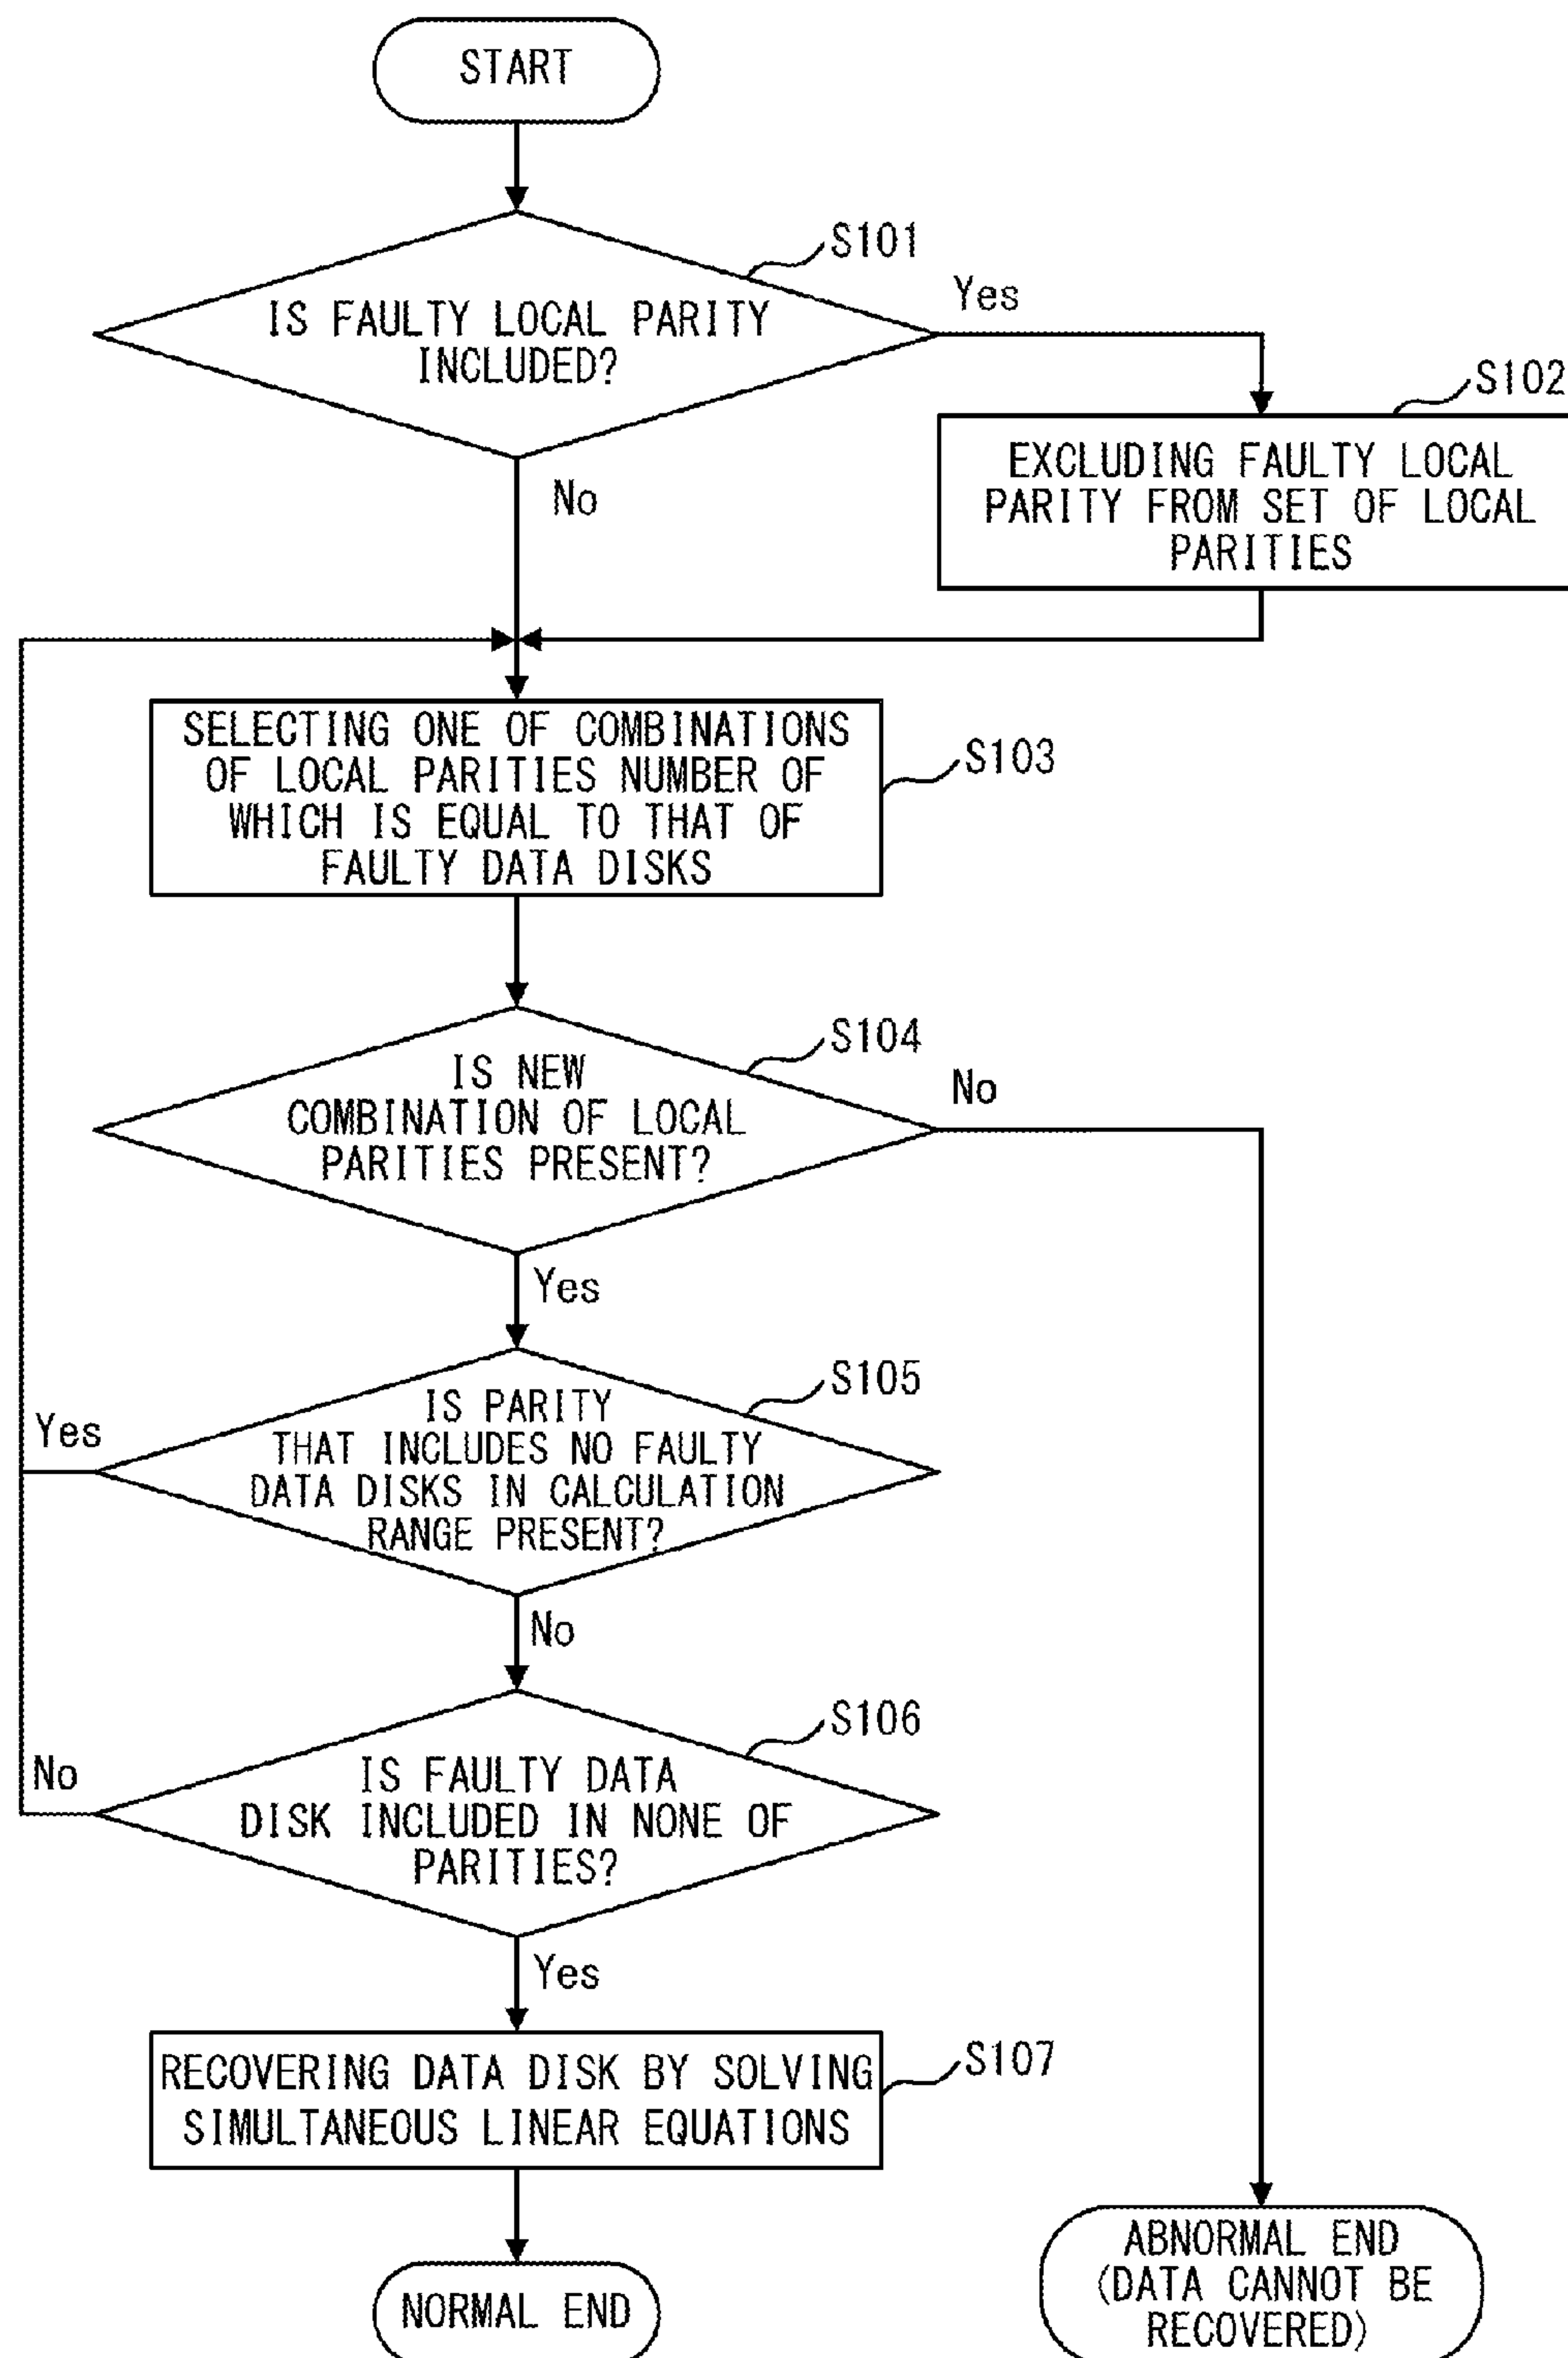 START
S101
IS FAULTY LOCAL PARITY
INCLUDED?
Yes
No
S102
EXCLUDING FAULTY LOCAL
PARITY FROM SET OF LOCAL
PARITIES
SELECTING ONE OF COMBINATIONS
OF LOCAL PARITIES NUMBER OF
WHICH IS EQUAL TO THAT OF
FAULTY DATA DISKS
S103
S104
IS NEW
COMBINATION OF LOCAL
PARITIES PRESENT?
No
Yes
S105
IS PARITY
THAT INCLUDES NO FAULTY
DATA DISKS IN CALCULATION
RANGE PRESENT?
Yes
No
S106
IS FAULTY DATA
DISK INCLUDED IN NONE OF
PARITIES?
No
Yes
RECOVERING DATA DISK BY SOLVING
SIMULTANEOUS LINEAR EQUATIONS
S107
NORMAL END
ABNORMAL END
(DATA CANNOT BE
RECOVERED)